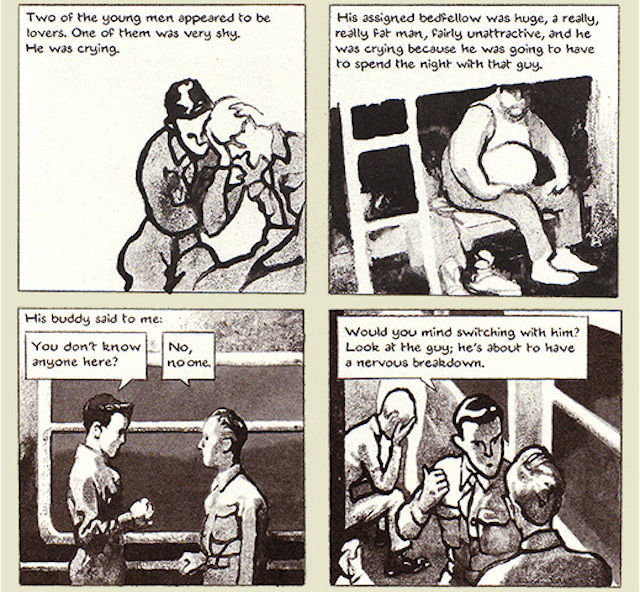 Two of the young men appeared to be
lovers. One of them was very shy.
He was crying.
His assigned bedfellow was huge, a really,
really fat man, fairly unattractive, and he
was crying because he was going to have
to spend the night with that guy.
His buddy said to me:
You don't know
anyone here?
No,
no one.
Would you mind switching with him?
Look at the guy; he's about to have
a nervous breakdown.